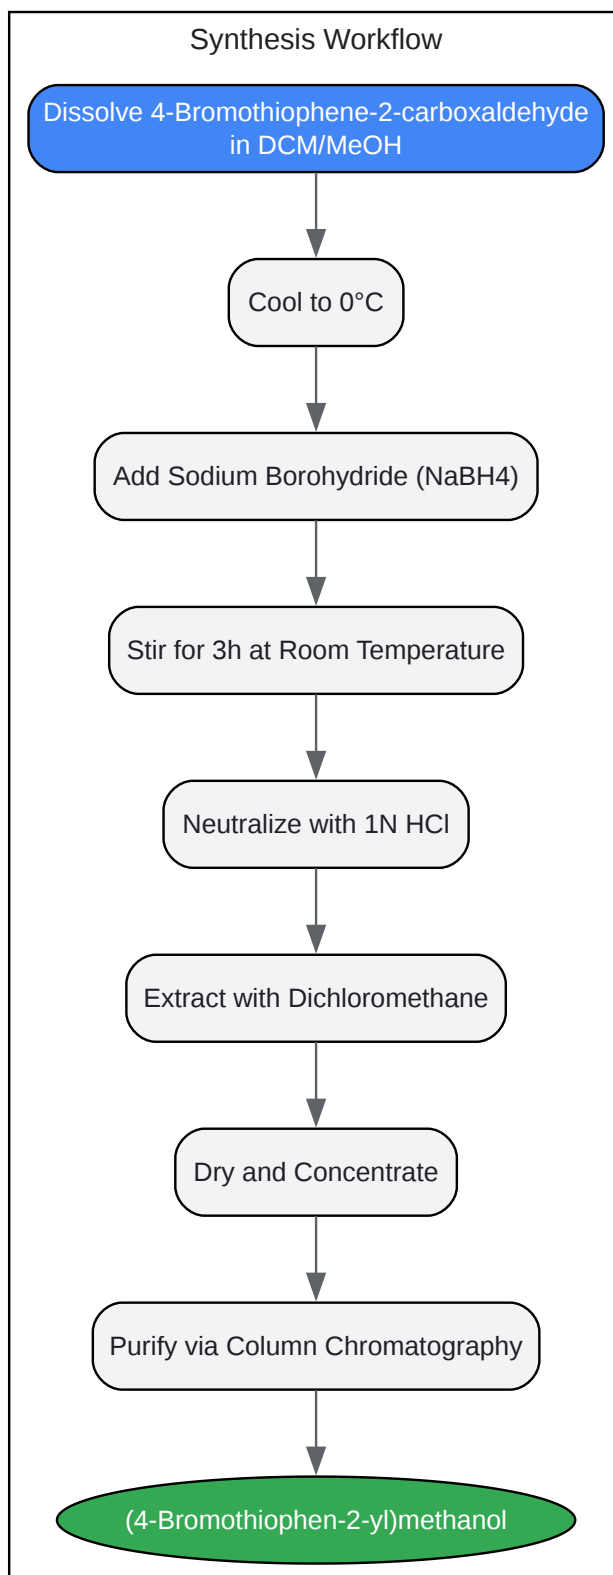 Synthesis Workflow
Dissolve 4-Bromothiophene-2-carboxaldehyde
in DCM/MeOH
Cool to 0°C
Add Sodium Borohydride (NaBH4)
Stir for 3h at Room Temperature
Neutralize with 1N HCl
Extract with Dichloromethane
Dry and Concentrate
Purify via Column Chromatography
(4-Bromothiophen-2-yl)methanol